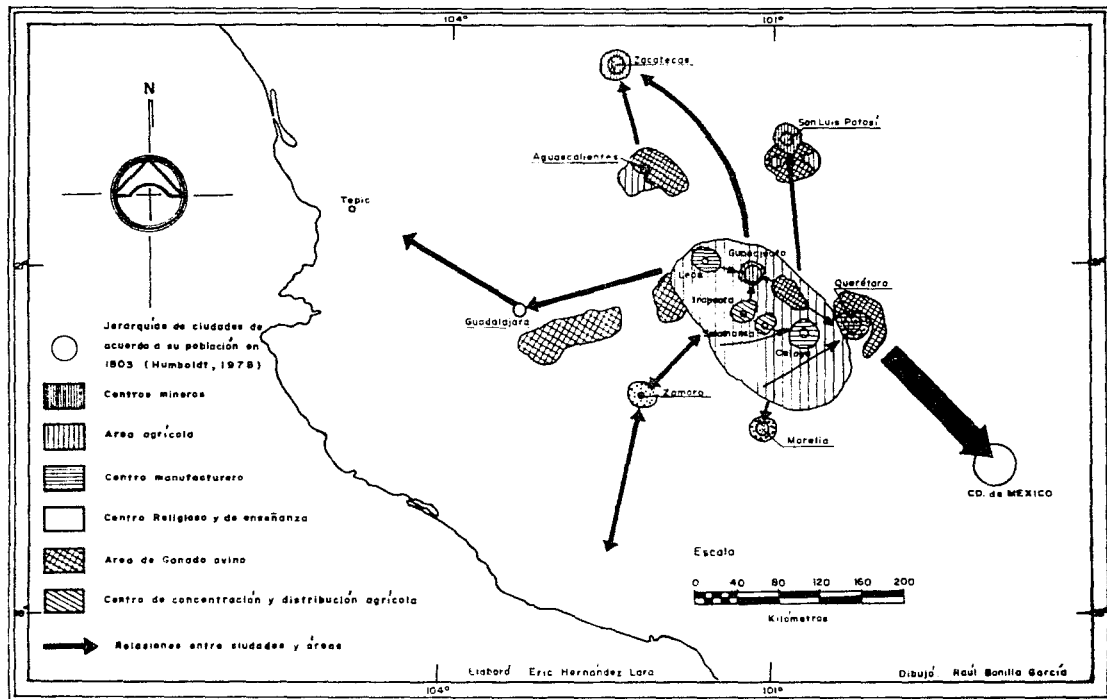 104°
101°
N
Zacatecas
San Luis Potosí
Aguascalientes
Tepic
Guanajuato
León
Querétaro
Irapuato
Guadalajara
Salamanca
Celaya
Zamora
Morelia
CD. de MÉXICO
Jerarquías de ciudades de
acuerdo a su población en
1803 (Humboldt, 1978)
Centros mineros
Area agrícola
Centro manufacturero
Centro Religioso y de enseñanza
Area de Ganado ovino
Centro de concentración y distribución agrícola
Relaciones entre ciudades y áreas
Escala
0 40 80 120 160 200
Kilómetros
Elaboró Eric Hernández Lara
Dibujó Raúl Bonilla García
104°
101°